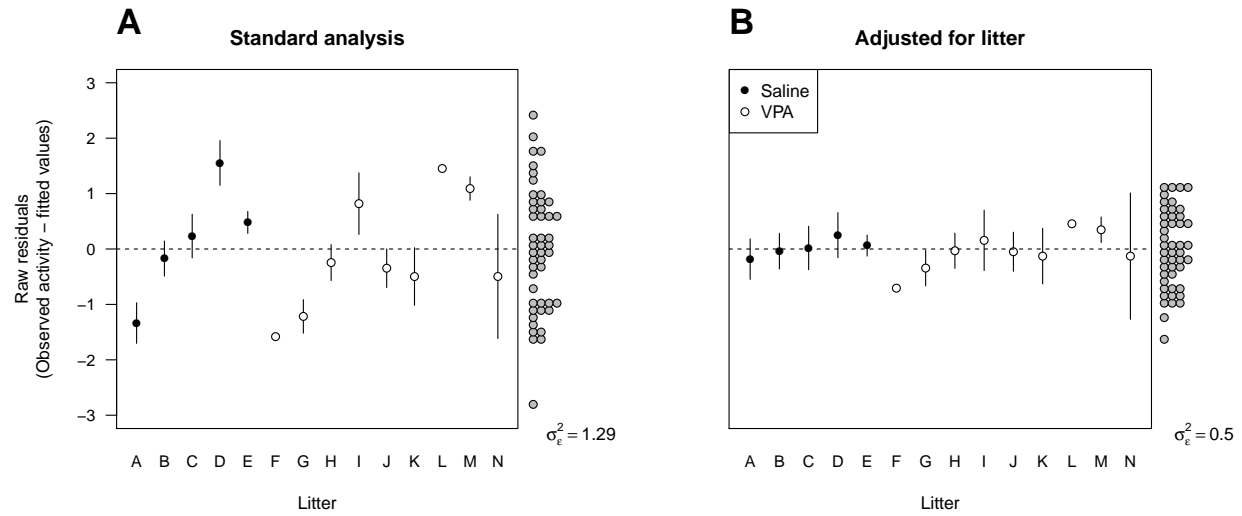 A
Standard analysis
Raw residuals
(Observed activity − fitted values)
3
2
1
0
−1
−2
−3
A B C D E F G H I J K L M N
Litter
σ²ε = 1.29
B
Adjusted for litter
Saline
VPA
A B C D E F G H I J K L M N
Litter
σ²ε = 0.5